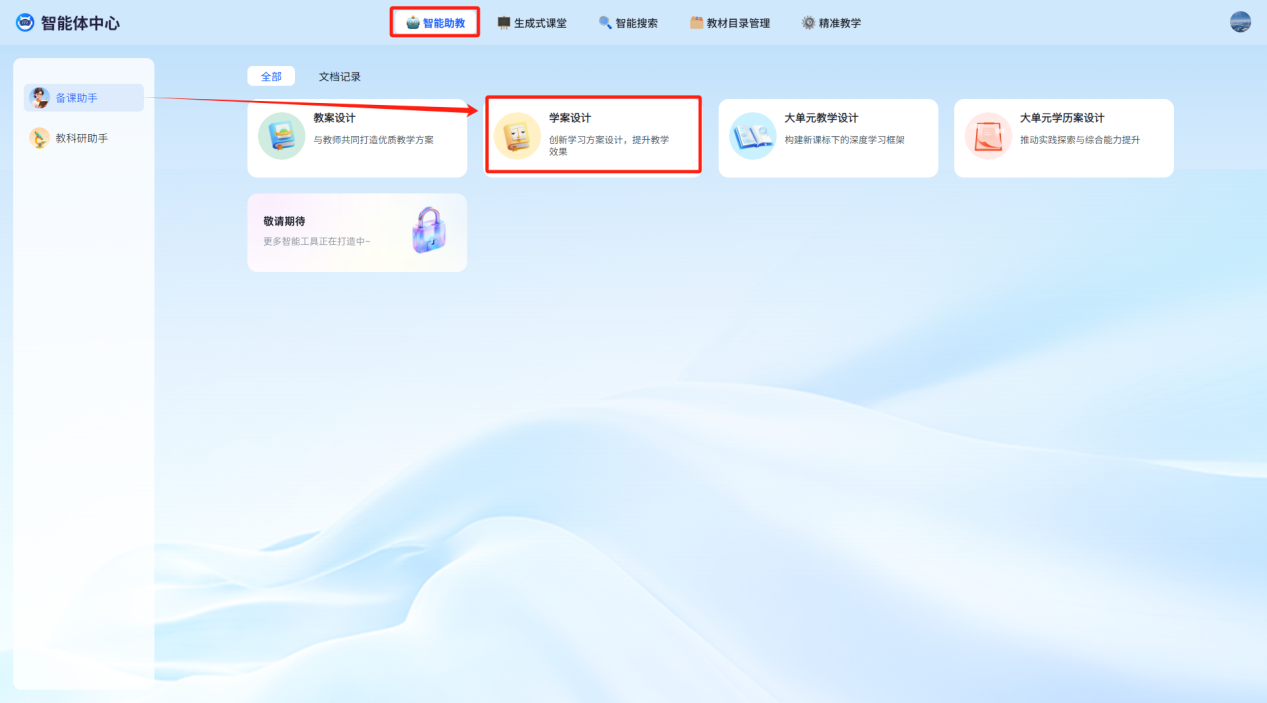 智能体中心
智能助教
生成式课堂
智能搜索
教材目录管理
精准教学
备课助手
教科研助手
全部
文档记录
教案设计
与教师共同打造优质教学方案
学案设计
创新学习方案设计，提升教学
效果
大单元教学设计
构建新课标下的深度学习框架
大单元学历案设计
推动实践探索与综合能力提升
敬请期待
更多智能工具正在打造中~